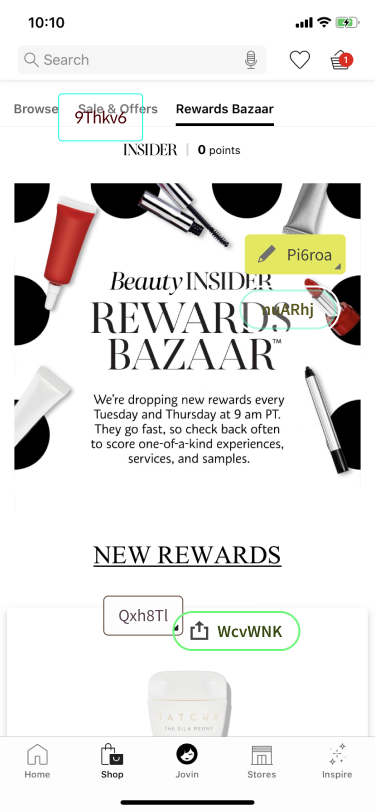 10:10
Search
1
Browse Sale & Offers Rewards Bazaar
9Thkv6
INSIDER | 0 points
Pi6roa
Beauty INSIDER
REWARDS
nuARhj
BAZAAR™
We're dropping new rewards every
Tuesday and Thursday at 9 am PT.
They go fast, so check back often
to score one-of-a-kind experiences,
services, and samples.
NEW REWARDS
Qxh8Tl
WcvWNK
TATCHA
THE SILK PEONY
Home Shop Jovin Stores Inspire